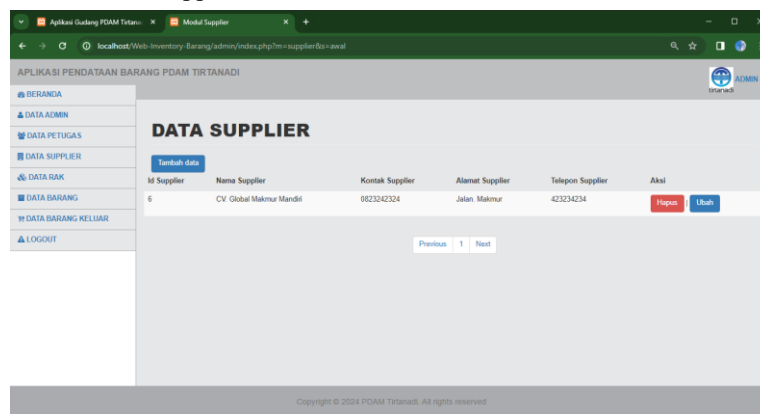 Aplikasi Gudang PDAM Tirtan
Modul Supplier
localhost/Web-Inventory-Barang/admin/index.php?m=supplier&s=awal
APLIKASI PENDATAAN BARANG PDAM TIRTANADI
tirtanadi
ADMIN
BERANDA
DATA ADMIN
DATA PETUGAS
DATA SUPPLIER
DATA RAK
DATA BARANG
DATA BARANG KELUAR
LOGOUT
DATA SUPPLIER
Tambah data
Id Supplier Nama Supplier Kontak Supplier Alamat Supplier Telepon Supplier Aksi
6 CV. Global Makmur Mandiri 0823242324 Jalan. Makmur 423234234 Hapus | Ubah
Previous 1 Next
Copyright © 2024 PDAM Tirtanadi. All rights reserved